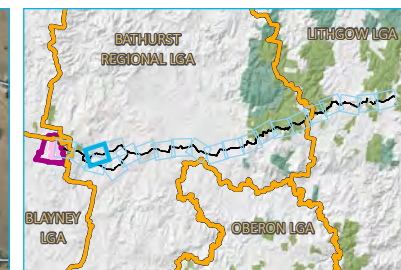 BATHURST
REGIONAL LGA
LITHGOW LGA
BLAYNEY
LGA
OBERON LGA